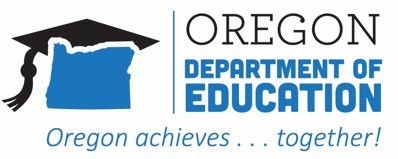 OREGON
DEPARTMENT OF
EDUCATION
Oregon achieves . . . together!